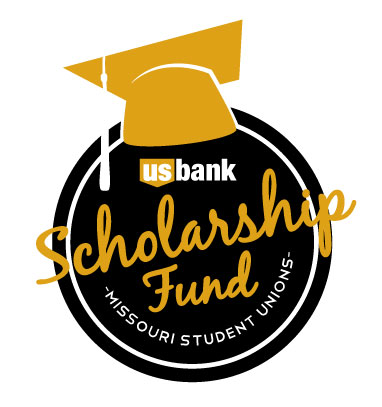 usbank
Scholarship
Fund
-MISSOURI STUDENT UNIONS-